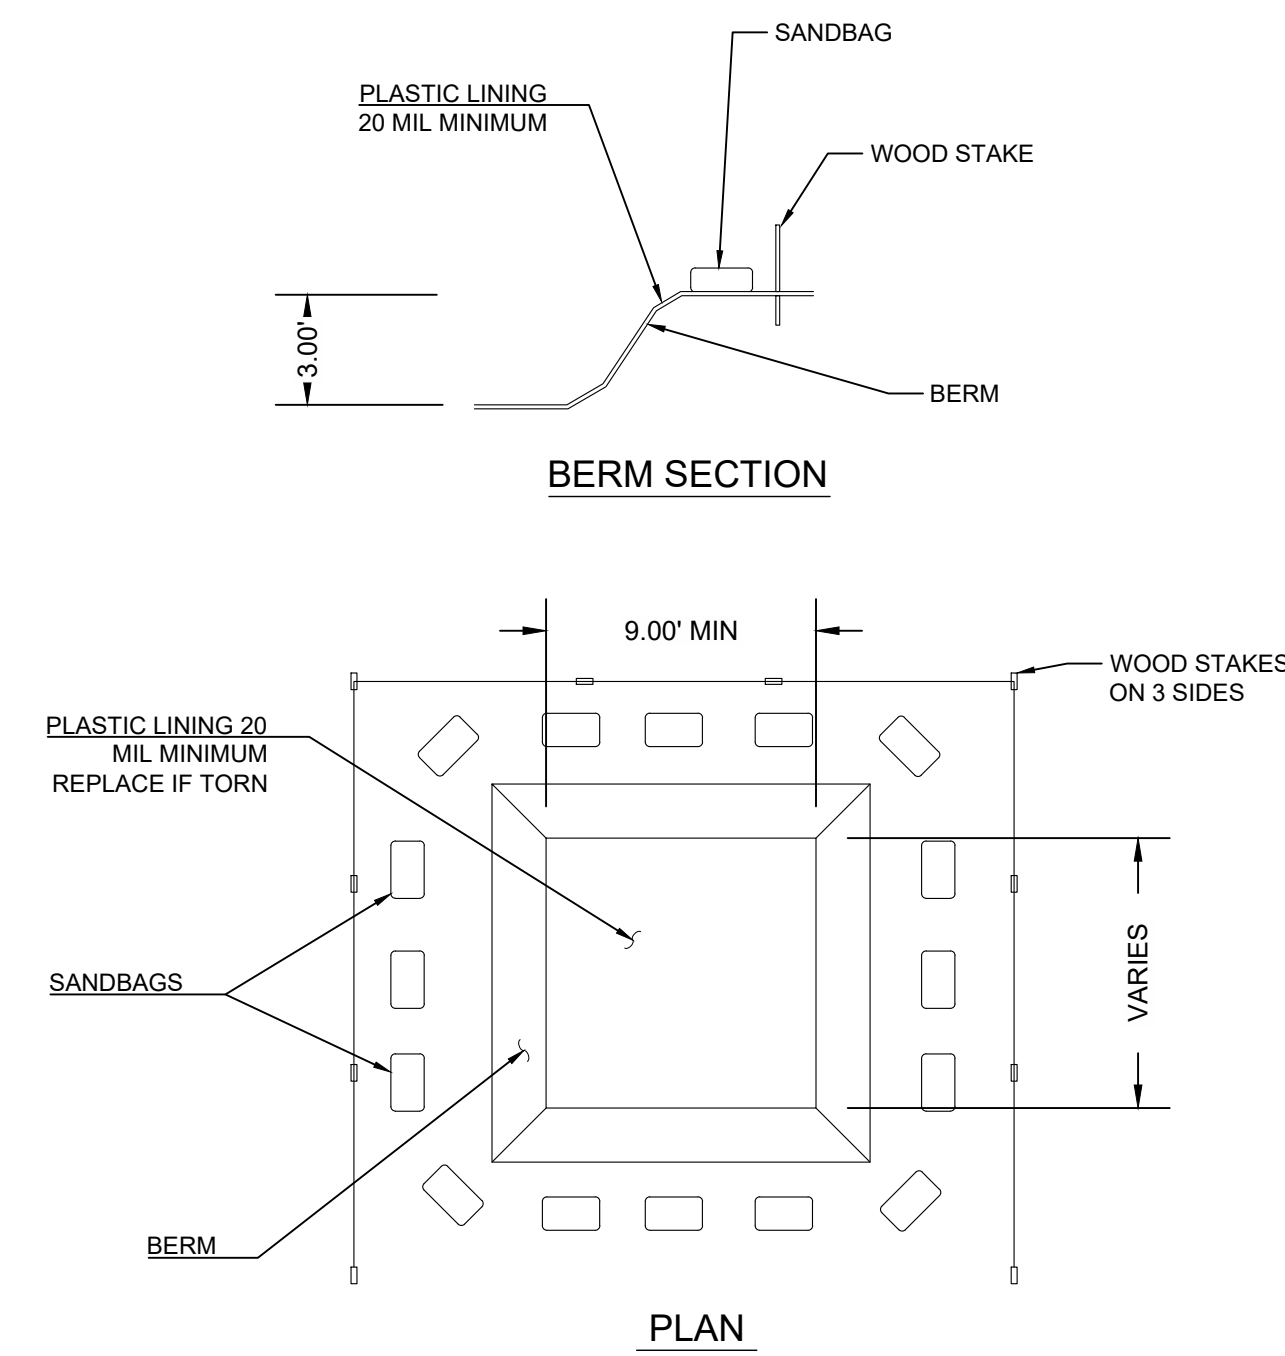 SANDBAG
PLASTIC LINING
20 MIL MINIMUM
WOOD STAKE
3.00'
BERM
BERM SECTION
9.00' MIN
WOOD STAKES
ON 3 SIDES
PLASTIC LINING 20
MIL MINIMUM
REPLACE IF TORN
VARIES
SANDBAGS
BERM
PLAN